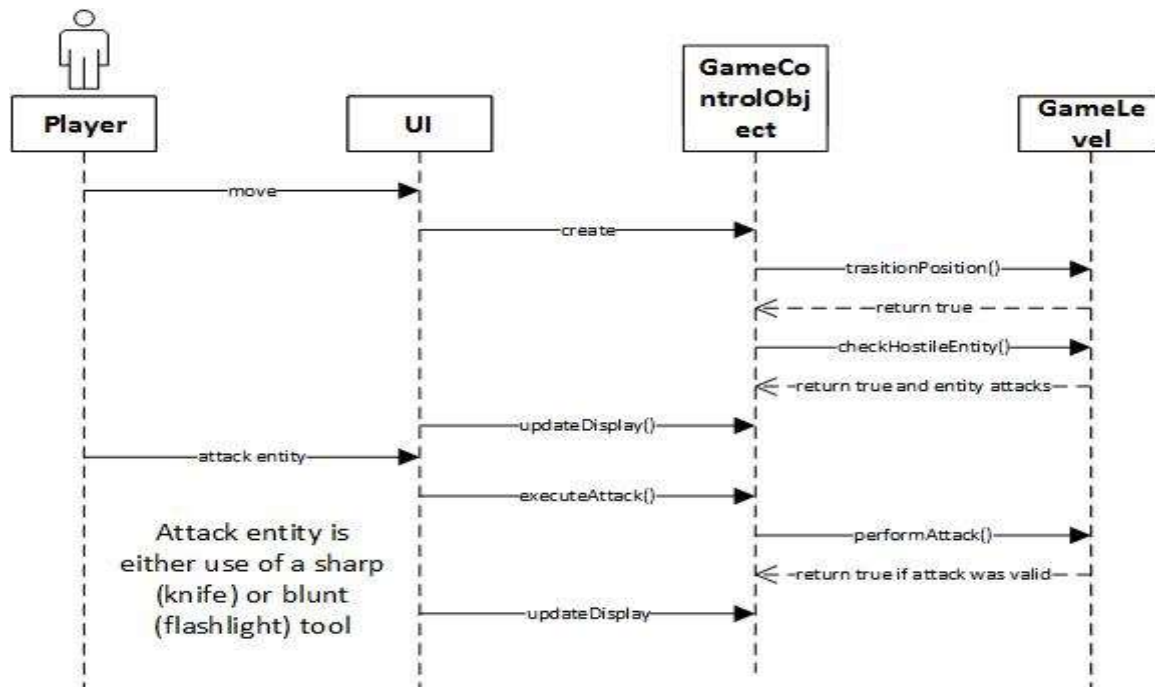 Player
UI
GameCo
ntrolObj
ect
GameLe
vel
move
create
trasitionPosition()
return true
checkHostileEntity()
return true and entity attacks
updateDisplay()
attack entity
executeAttack()
Attack entity is
either use of a sharp
(knife) or blunt
(flashlight) tool
performAttack()
return true if attack was valid
updateDisplay